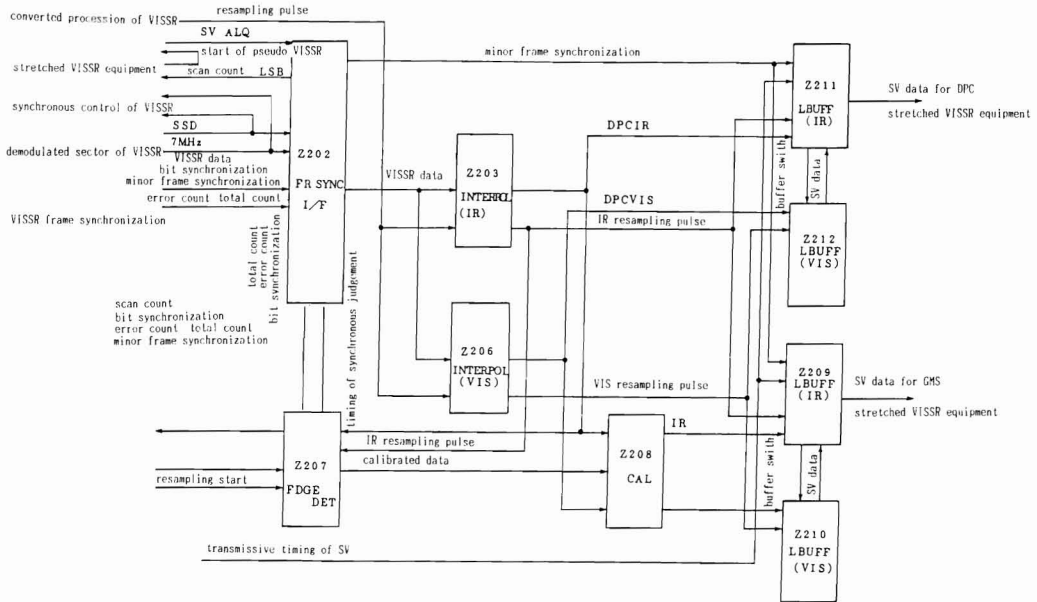 resampling pulse
converted procession of VISSR
SV ALQ
start of pseudo VISSR
stretched VISSR equipment
scan count LSB
synchronous control of VISSR
SSD
7MHz
demodulated sector of VISSR
VISSR data
bit synchronization
minor frame synchronization
error count total count
VISSR frame synchronization
Z202
FR SYNC
I/F
total count
error count
bit synchronization
timing of synchronous judgement
scan count
bit synchronization
error count total count
minor frame synchronization
resampling start
Z207
FDGE
DET
transmissive timing of SV
minor frame synchronization
VISSR data
Z203
INTERPOL
(IR)
DPCIR
DPCVIS
IR resampling pulse
Z206
INTERPOL
(VIS)
VIS resampling pulse
IR resampling pulse
calibrated data
Z208
CAL
IR
Z211
LBUFF
(IR)
SV data for DPC
stretched VISSR equipment
buffer swith
SV data
Z212
LBUFF
(VIS)
Z209
LBUFF
(IR)
SV data for GMS
stretched VISSR equipment
buffer swith
SV data
Z210
LBUFF
(VIS)